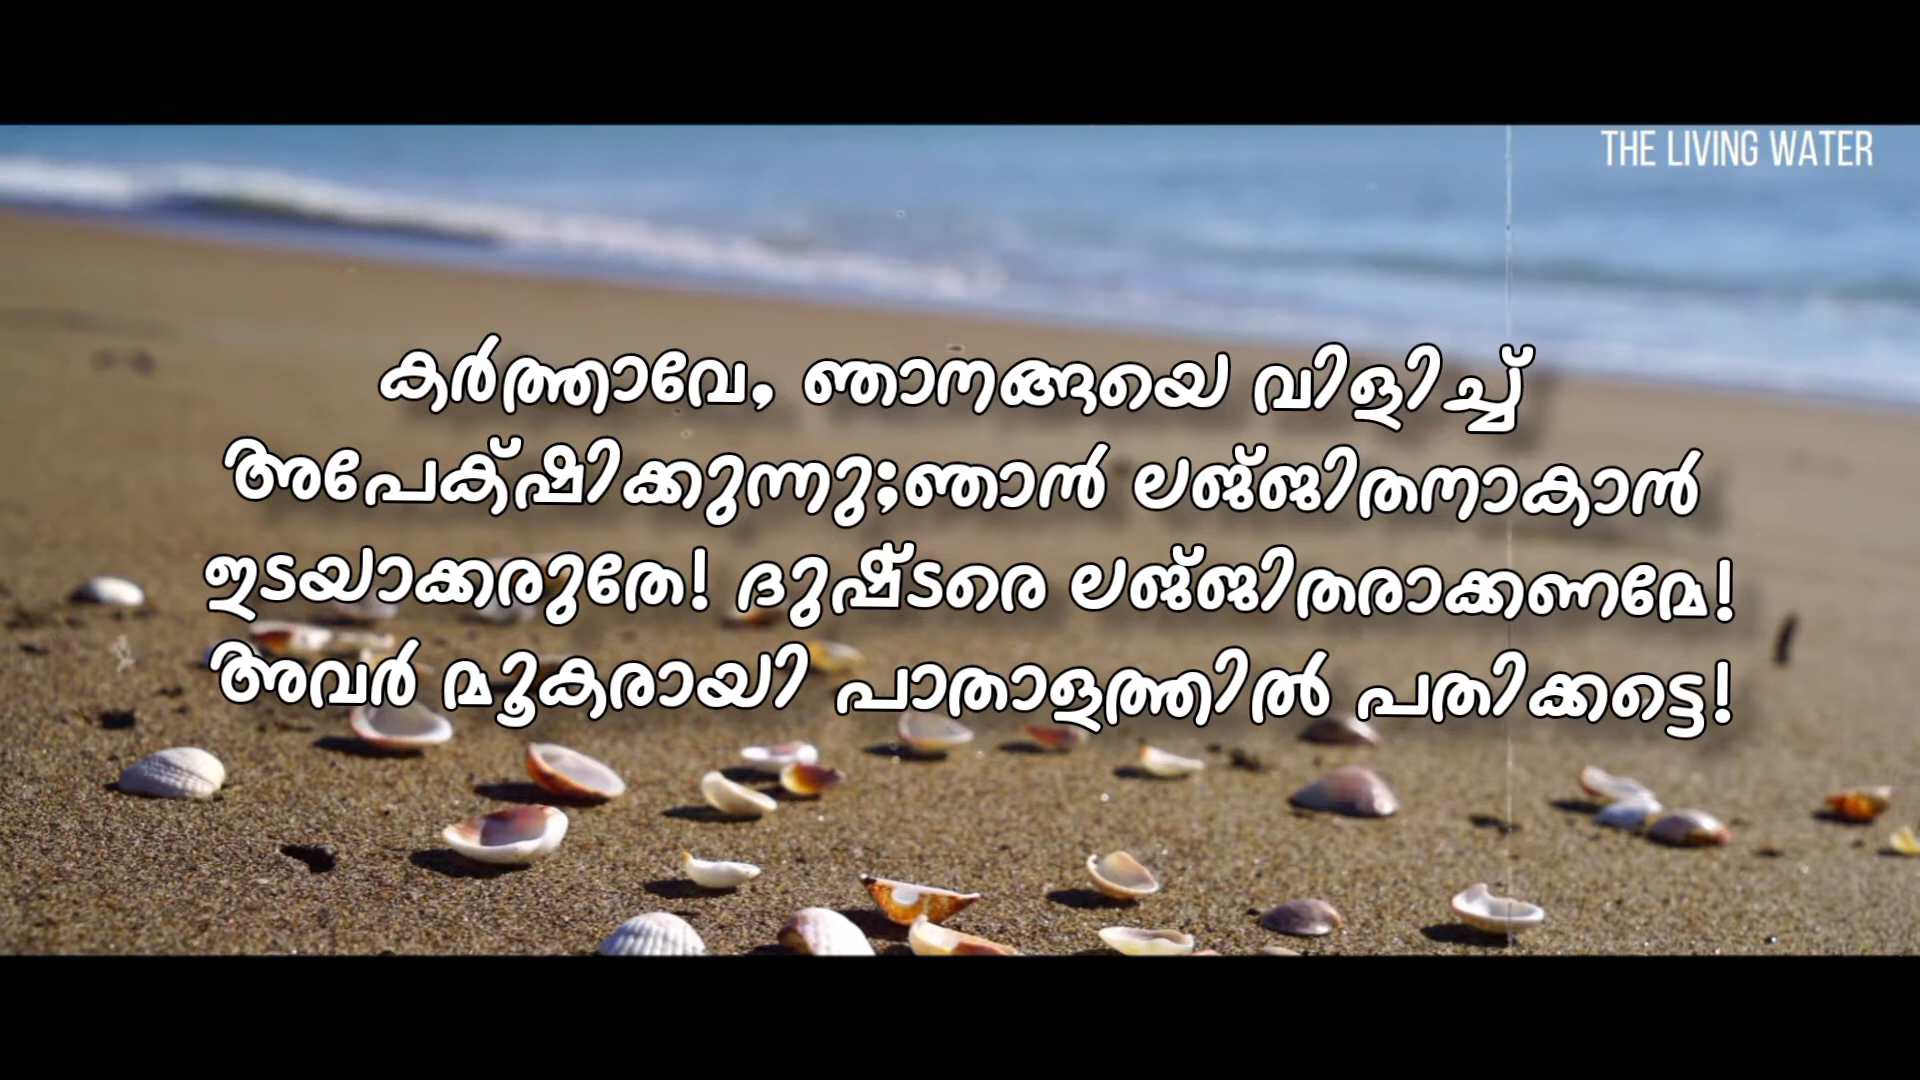 THE LIVING WATER
കർത്താവേ, ഞാനങ്ങയെ വിളിച്ച്
അപേക്ഷിക്കുന്നു;ഞാൻ ലജ്ജിതനാകാൻ
ഇടയാക്കരുതേ! ദുഷ്ടരെ ലജ്ജിതരാക്കണമേ!
അവർ മൂകരായി പാതാളത്തിൽ പതിക്കട്ടെ!